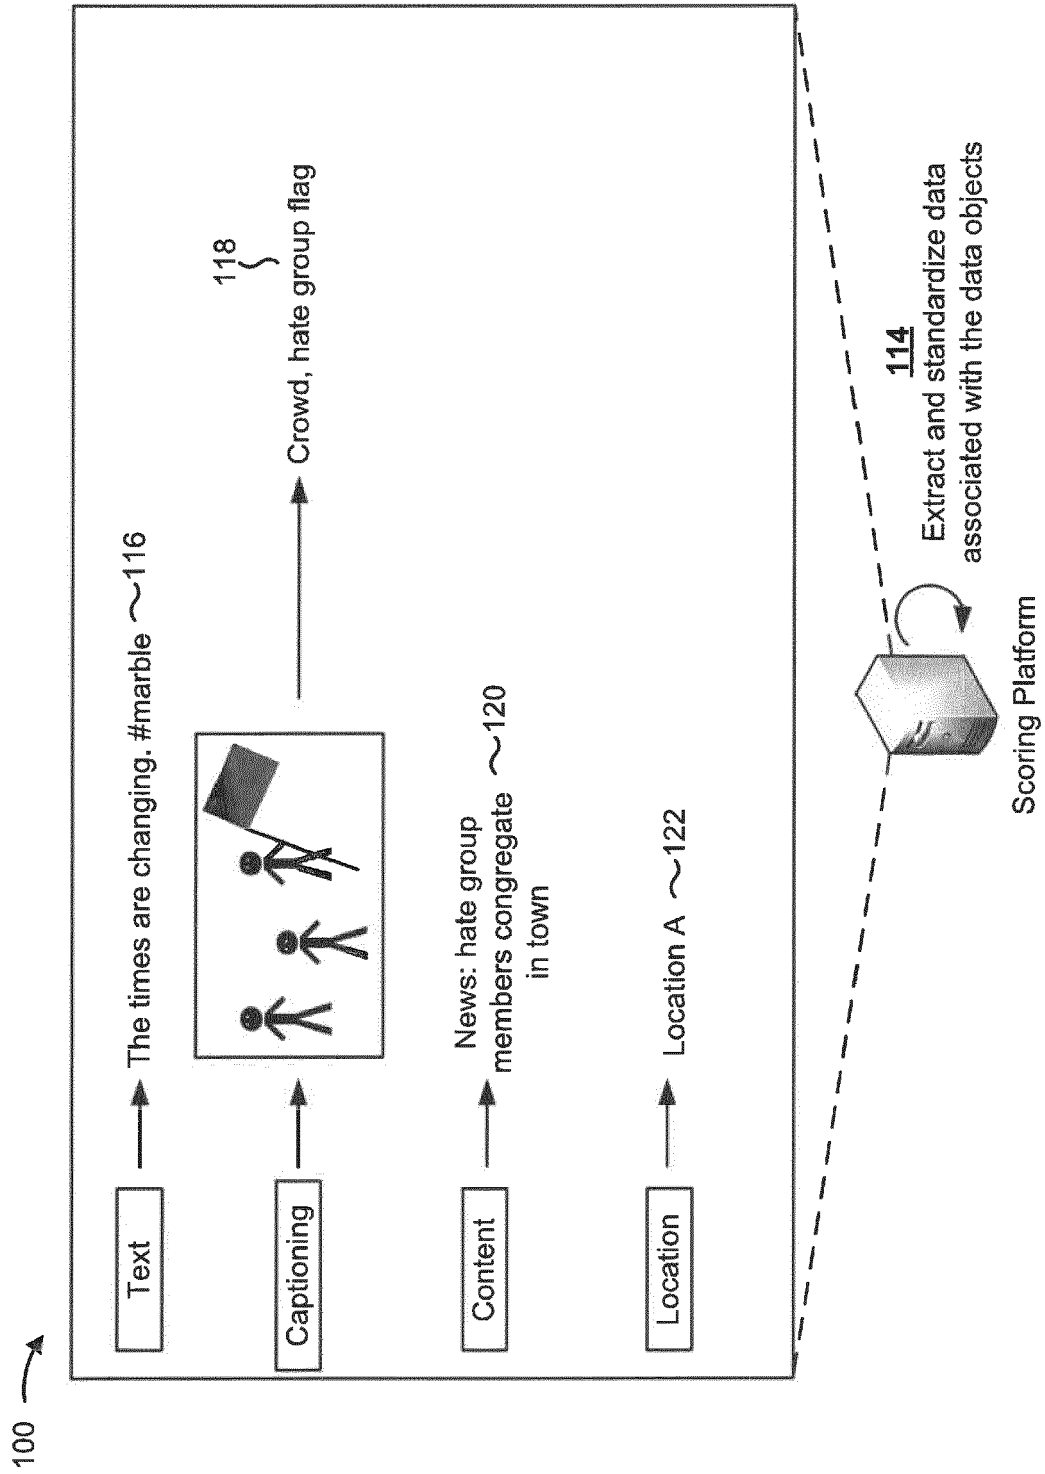 100
Text
The times are changing. #marble
116
Captioning
Crowd, hate group flag
118
Content
News: hate group
members congregate
in town
120
Location
Location A
122
114
Extract and standardize data
associated with the data objects
Scoring Platform